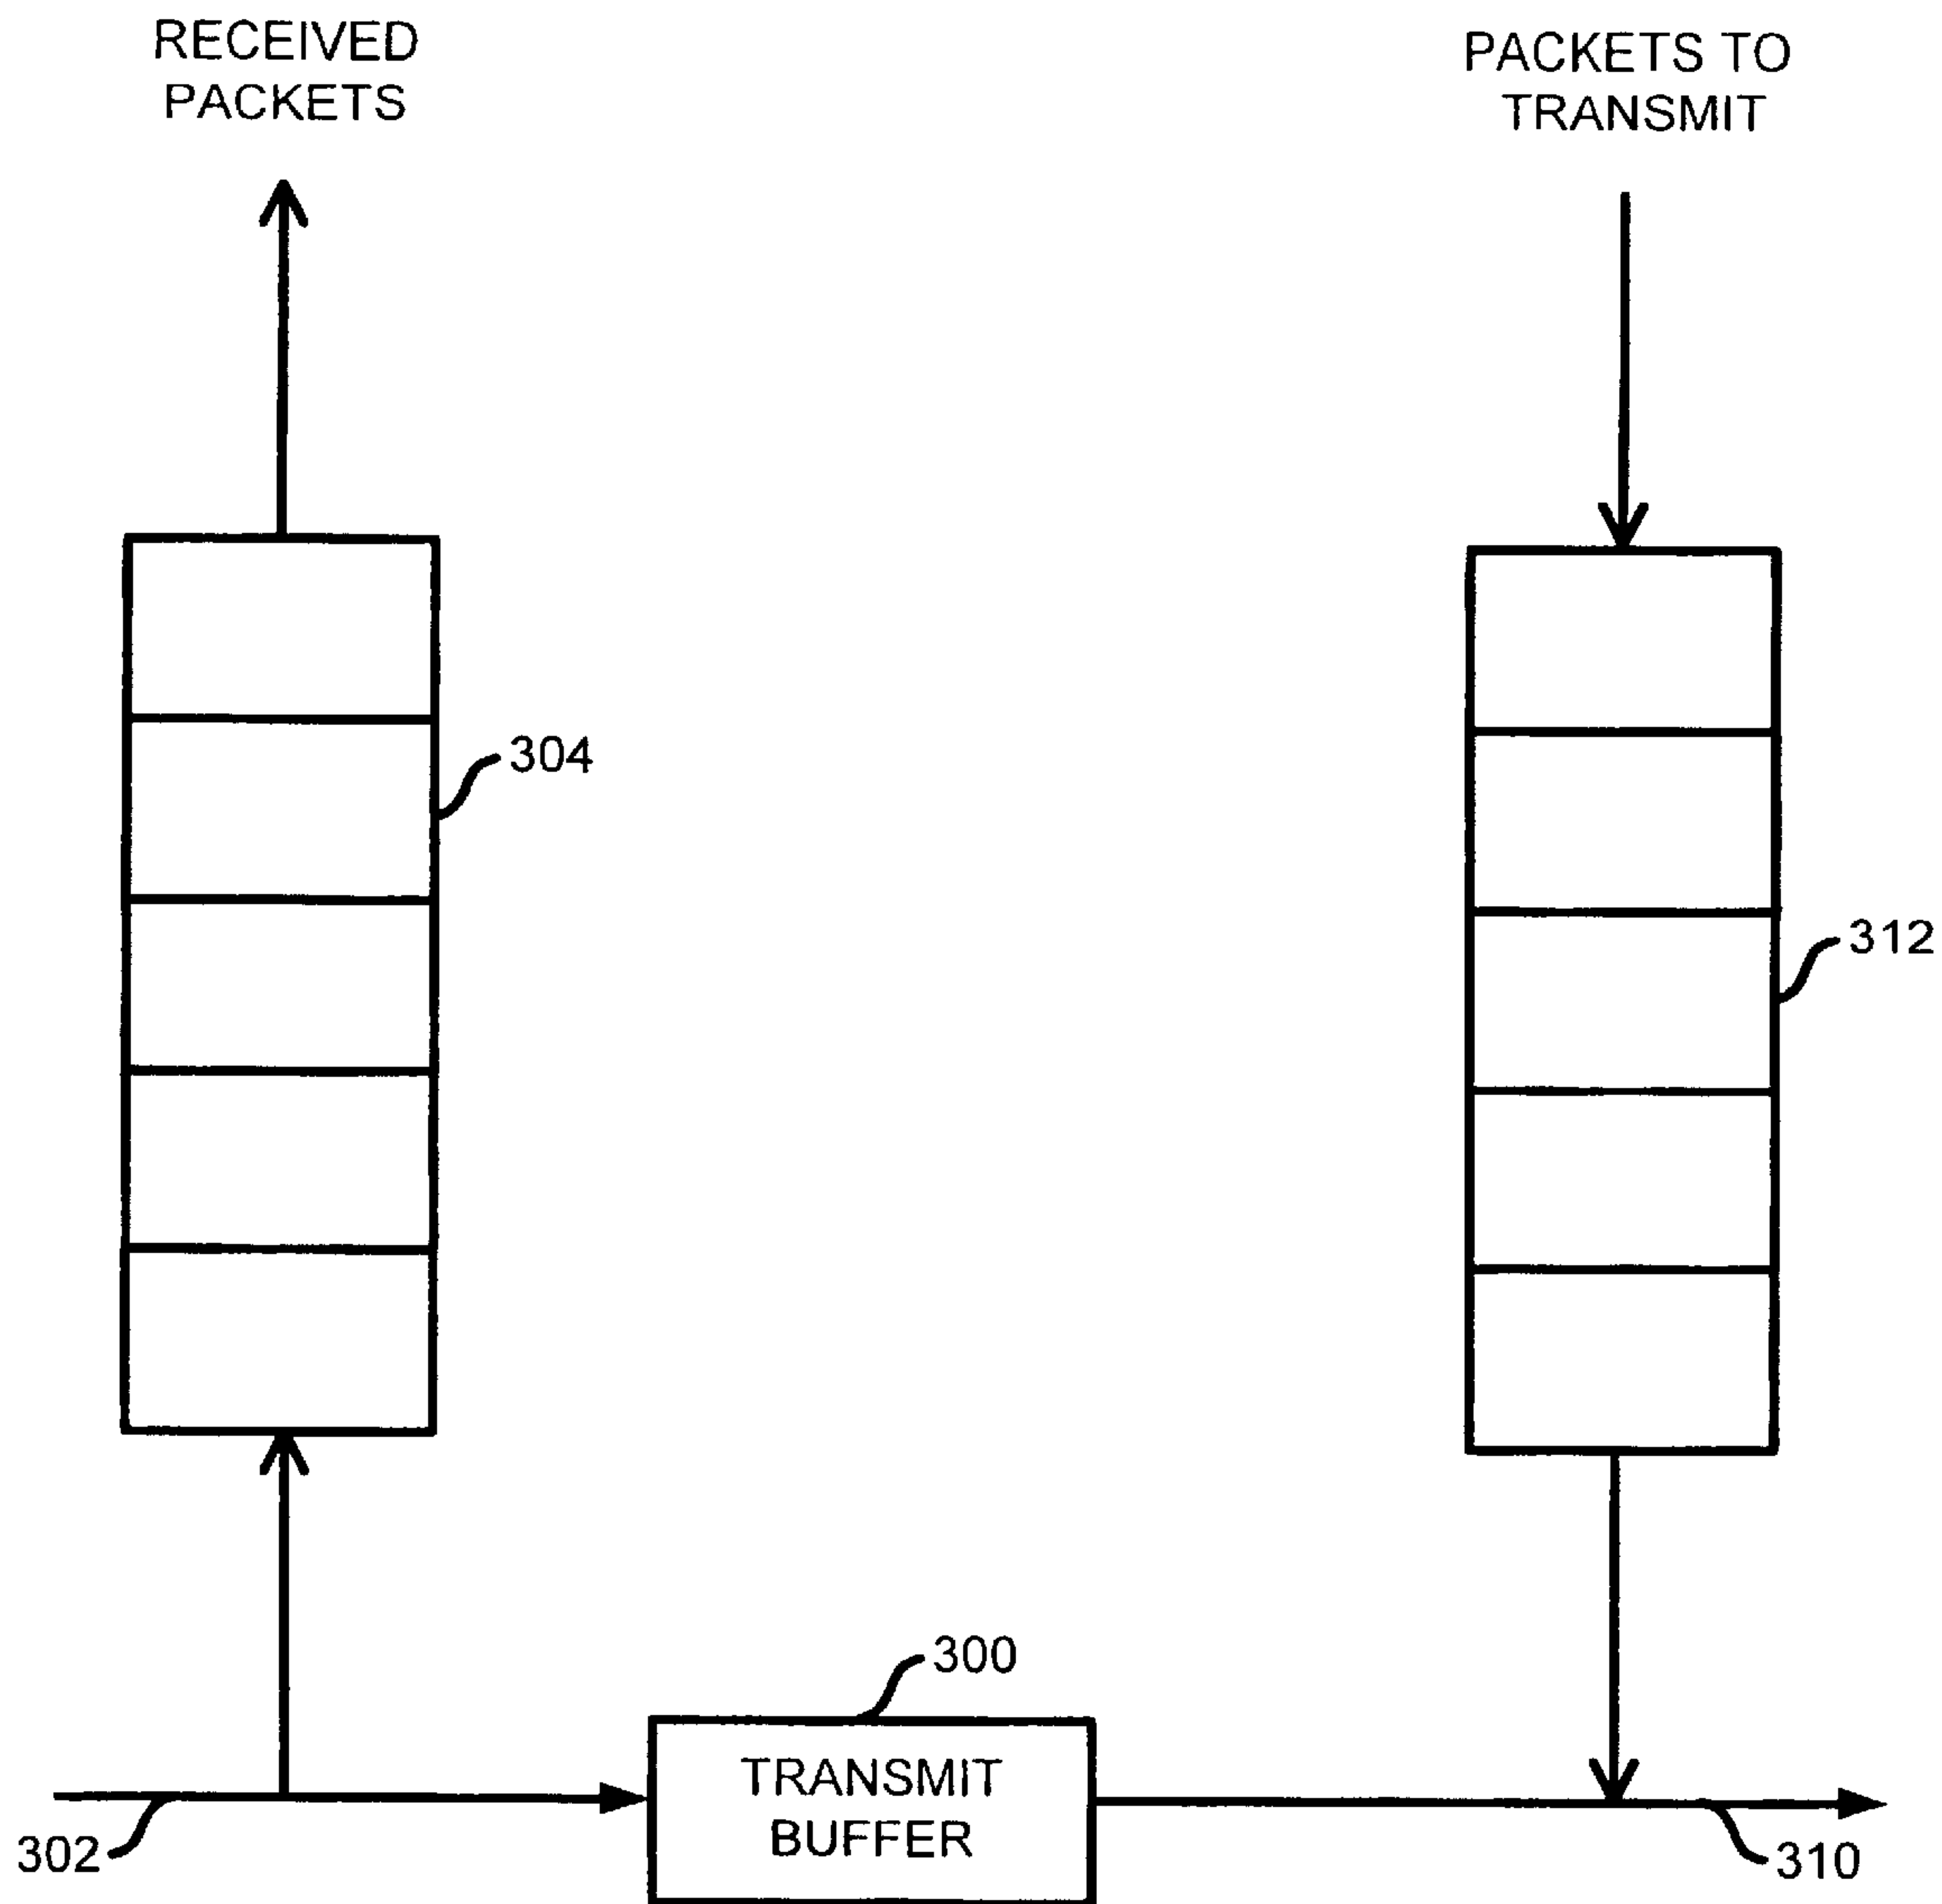 RECEIVED
PACKETS
PACKETS TO
TRANSMIT
304
312
300
TRANSMIT
BUFFER
302
310